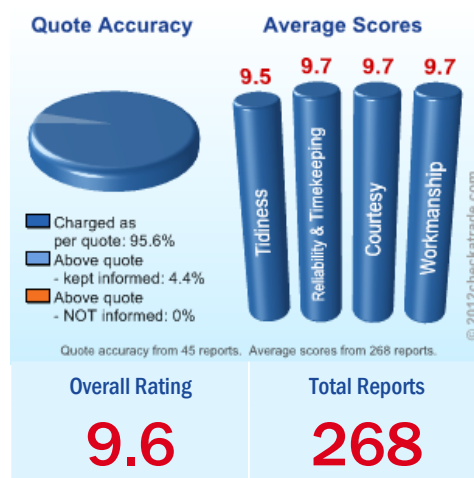 Quote Accuracy
Average Scores
9.5
9.7
9.7
9.7
Tidiness
Reliability & Timekeeping
Courtesy
Workmanship
Charged as
per quote: 95.6%
Above quote
- kept informed: 4.4%
Above quote
- NOT informed: 0%
© 2012checkatrade.com
Quote accuracy from 45 reports. Average scores from 268 reports.
Overall Rating
Total Reports
9.6
268